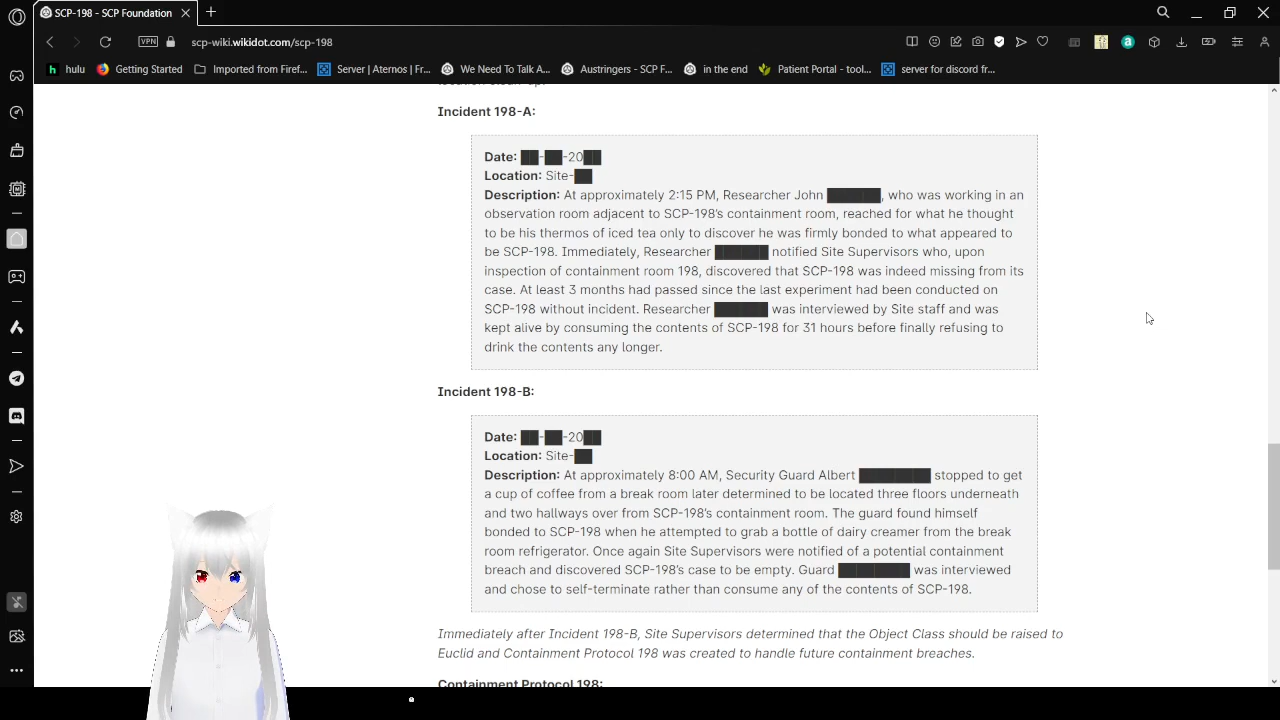 SCP-198 - SCP Foundation
VPN
scp-wiki.wikidot.com/scp-198
hulu
Getting Started
Imported from Firef...
Server | Aternos | Fr...
We Need To Talk A...
Austringers - SCP F...
in the end
Patient Portal - tool...
server for discord fr...
Incident 198-A:
Date: ██-██-20██
Location: Site-██
Description: At approximately 2:15 PM, Researcher John ██████, who was working in an
observation room adjacent to SCP-198's containment room, reached for what he thought
to be his thermos of iced tea only to discover he was firmly bonded to what appeared to
be SCP-198. Immediately, Researcher ██████ notified Site Supervisors who, upon
inspection of containment room 198, discovered that SCP-198 was indeed missing from its
case. At least 3 months had passed since the last experiment had been conducted on
SCP-198 without incident. Researcher ██████ was interviewed by Site staff and was
kept alive by consuming the contents of SCP-198 for 31 hours before finally refusing to
drink the contents any longer.
Incident 198-B:
Date: ██-██-20██
Location: Site-██
Description: At approximately 8:00 AM, Security Guard Albert ████████ stopped to get
a cup of coffee from a break room later determined to be located three floors underneath
and two hallways over from SCP-198's containment room. The guard found himself
bonded to SCP-198 when he attempted to grab a bottle of dairy creamer from the break
room refrigerator. Once again Site Supervisors were notified of a potential containment
breach and discovered SCP-198's case to be empty. Guard ████████ was interviewed
and chose to self-terminate rather than consume any of the contents of SCP-198.
Immediately after Incident 198-B, Site Supervisors determined that the Object Class should be raised to
Euclid and Containment Protocol 198 was created to handle future containment breaches.
Containment Protocol 198: